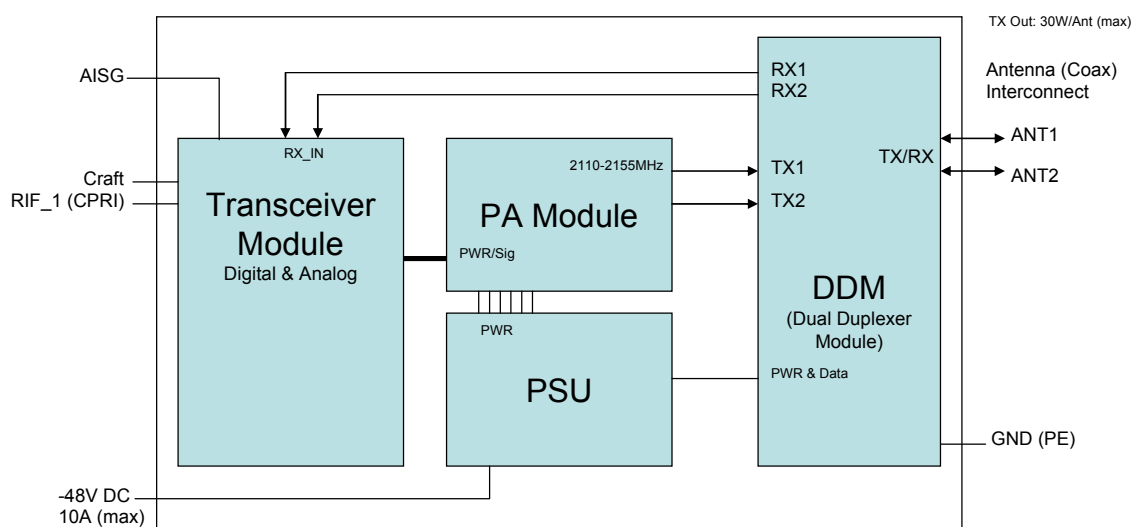 TX Out: 30W/Ant (max)
AISG
RX1
RX2
Antenna (Coax)
Interconnect
RX_IN
2110-2155MHz
TX/RX
ANT1
ANT2
Craft
RIF_1 (CPRI)
Transceiver
Module
Digital & Analog
PA Module
PWR/Sig
TX1
TX2
DDM
(Dual Duplexer
Module)
PWR
PSU
PWR & Data
GND (PE)
-48V DC
10A (max)